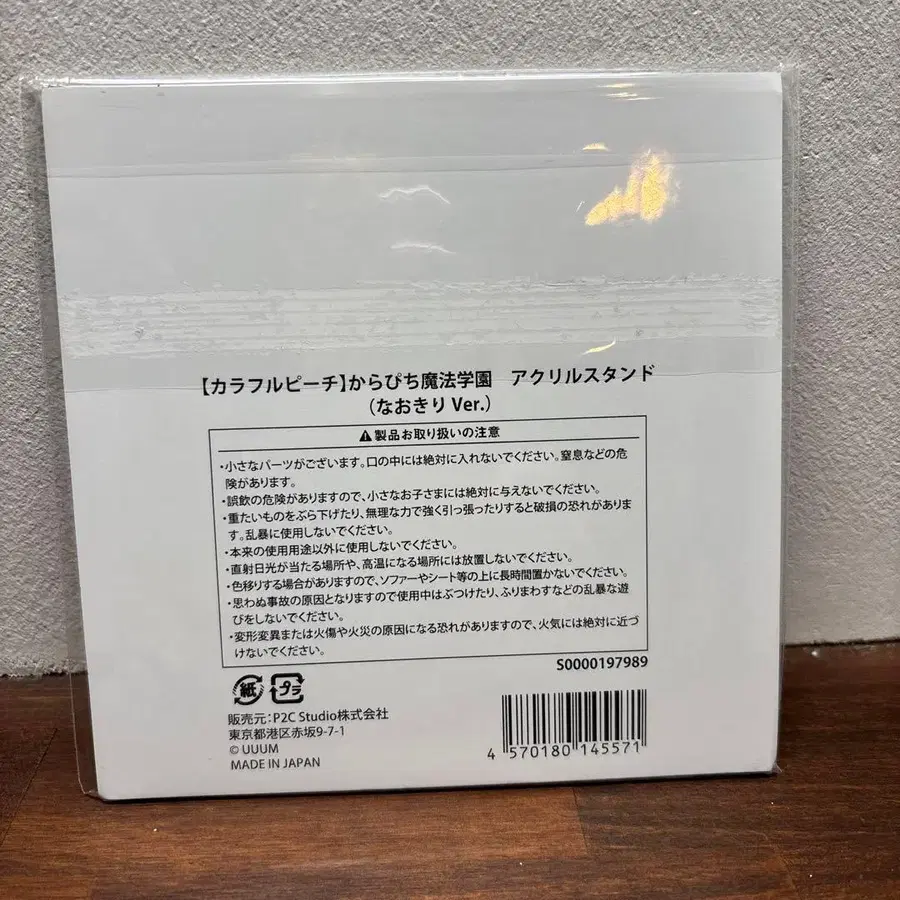 【カラフルピーチ】からぴち魔法学園　アクリルスタンド
（なおきり Ver.）
⚠製品お取り扱いの注意
・小さなパーツがございます。口の中には絶対に入れないでください。窒息などの危
険があります。
・誤飲の危険がありますので、小さなお子さまには絶対に与えないでください。
・重たいものをぶら下げたり、無理な力で強く引っ張ったりすると破損の恐れがありま
す。乱暴に使用しないでください。
・本来の使用用途以外に使用しないでください。
・直射日光が当たる場所や、高温になる場所には放置しないでください。
・色移りする場合がありますので、ソファーやシート等の上に長時間置かないでください。
・思わぬ事故の原因となりますので使用中はぶつけたり、ふりまわすなどの乱暴な遊
びをしないでください。
・変形変異または火傷や火災の原因になる恐れがありますので、火気には絶対に近づ
けないでください。
S0000197989
紙 プラ
販売元：P2C Studio株式会社
東京都港区赤坂9-7-1
© UUUM
MADE IN JAPAN
4 570180 145571